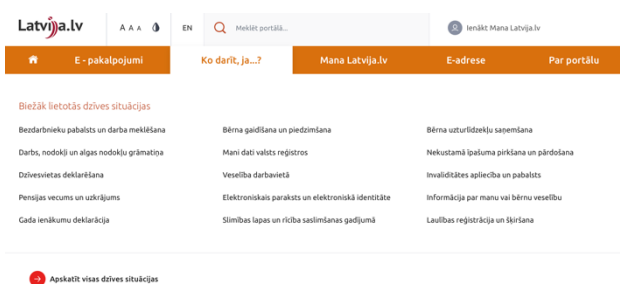 Latvija.lv
A A A
EN
Meklēt portālā...
Ienākt Mana Latvija.lv
E - pakalpojumi
Ko darīt, ja...?
Mana Latvija.lv
E-adrese
Par portālu
Biežāk lietotās dzīves situācijas
Bezdarbnieku pabalsts un darba meklēšana
Bērna gaidīšana un piedzimšana
Bērna uzturlīdzekļu saņemšana
Darbs, nodokļi un algas nodokļu grāmatiņa
Mani dati valsts reģistros
Nekustamā īpašuma pirkšana un pārdošana
Dzīvesvietas deklarēšana
Veselība darbavietā
Invaliditātes apliecība un pabalsts
Pensijas vecums un uzkrājums
Elektroniskais paraksts un elektroniskā identitāte
Informācija par manu vai bērnu veselību
Gada ienākumu deklarācija
Slimības lapas un rīcība saslimšanas gadījumā
Laulības reģistrācija un šķiršana
Apskatīt visas dzīves situācijas